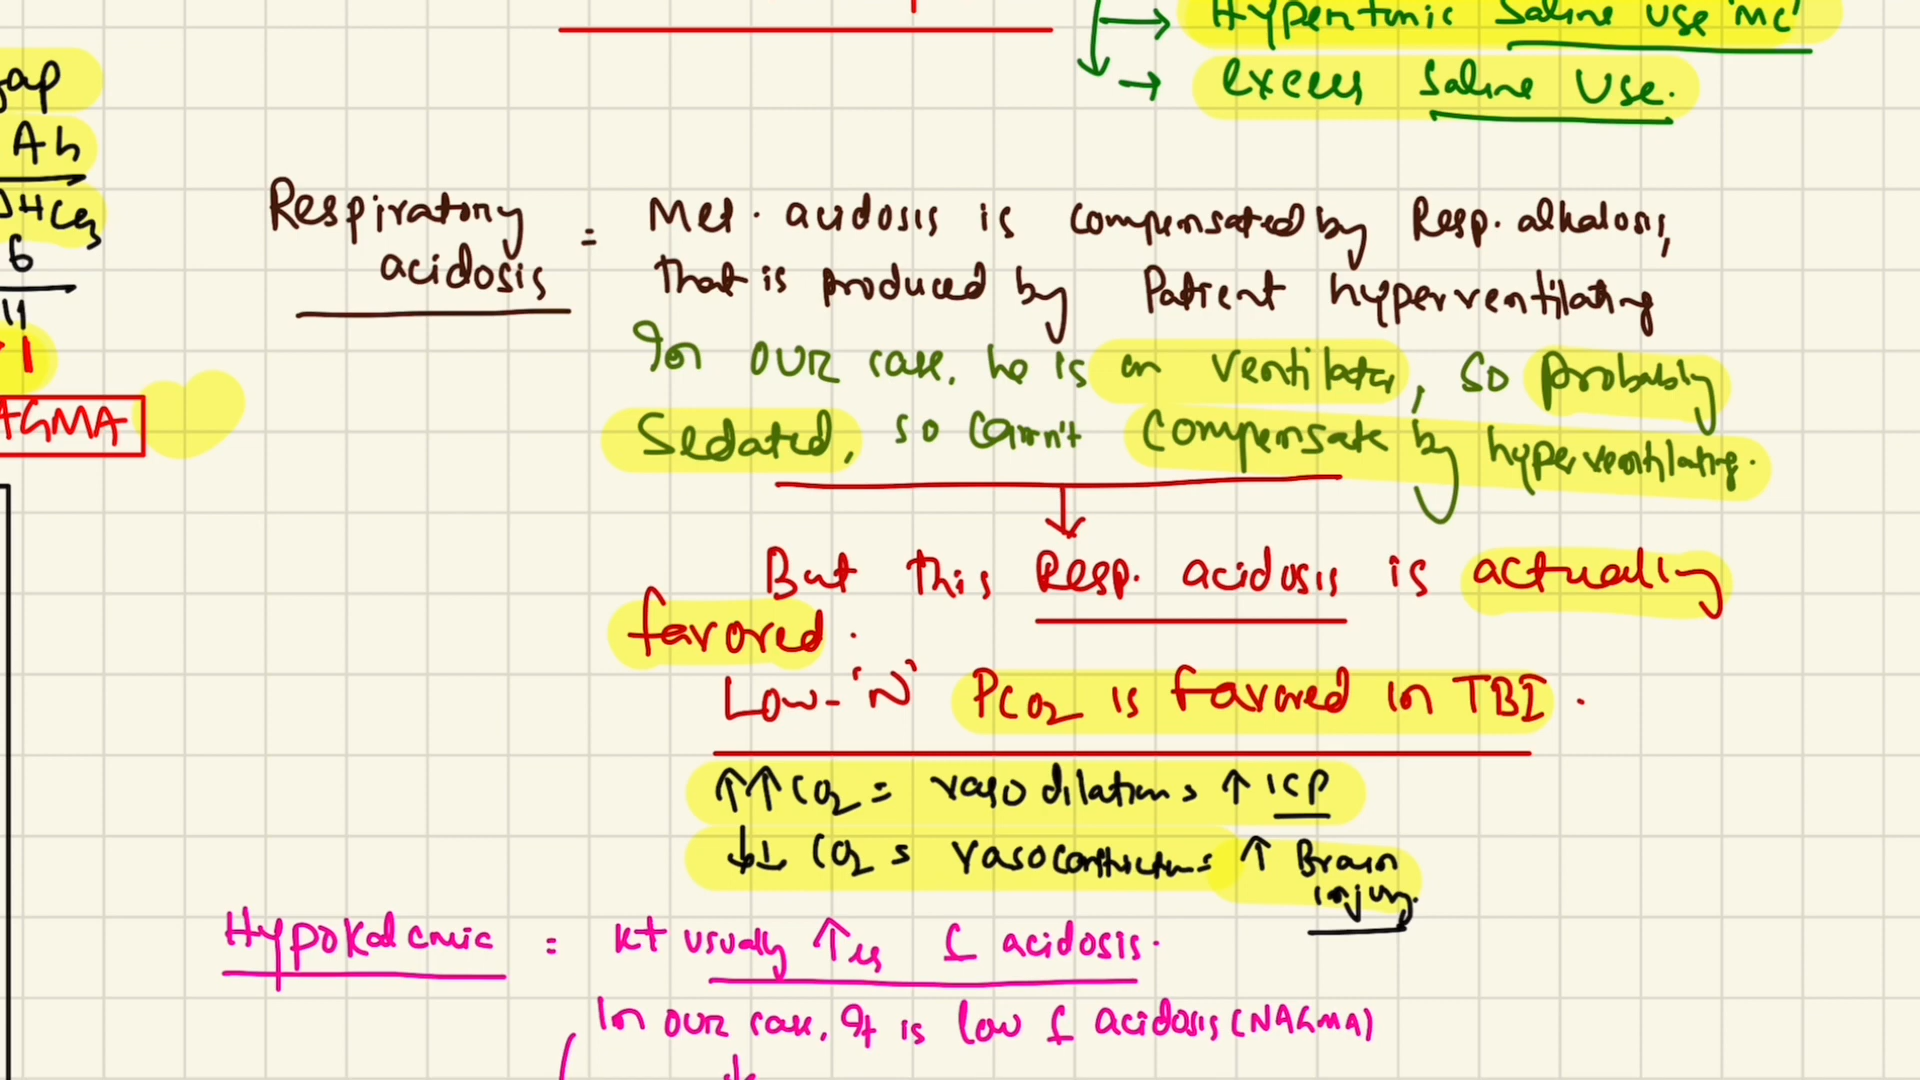 Hypertonic Saline use 'MC'
excess Saline Use.
gap
Ah
ΔHCO3
6
11
1
AGMA
Respiratory acidosis = Met. acidosis is compensated by Resp. alkalosis,
that is produced by Patient hyperventilating
In our case, he is on ventilator, so probably
Sedated, so can't compensate by hyperventilating.
But this Resp. acidosis is actually
favored.
Low-'N' PCO2 is favored in TBI.
↑↑ CO2 = vasodilation = ↑ ICP
↓↓ CO2 = vasoconstriction = ↑ Brain
injury.
Hypokalemic = K+ usually ↑es c̄ acidosis.
In our case, It is low c̄ acidosis (NAGMA)